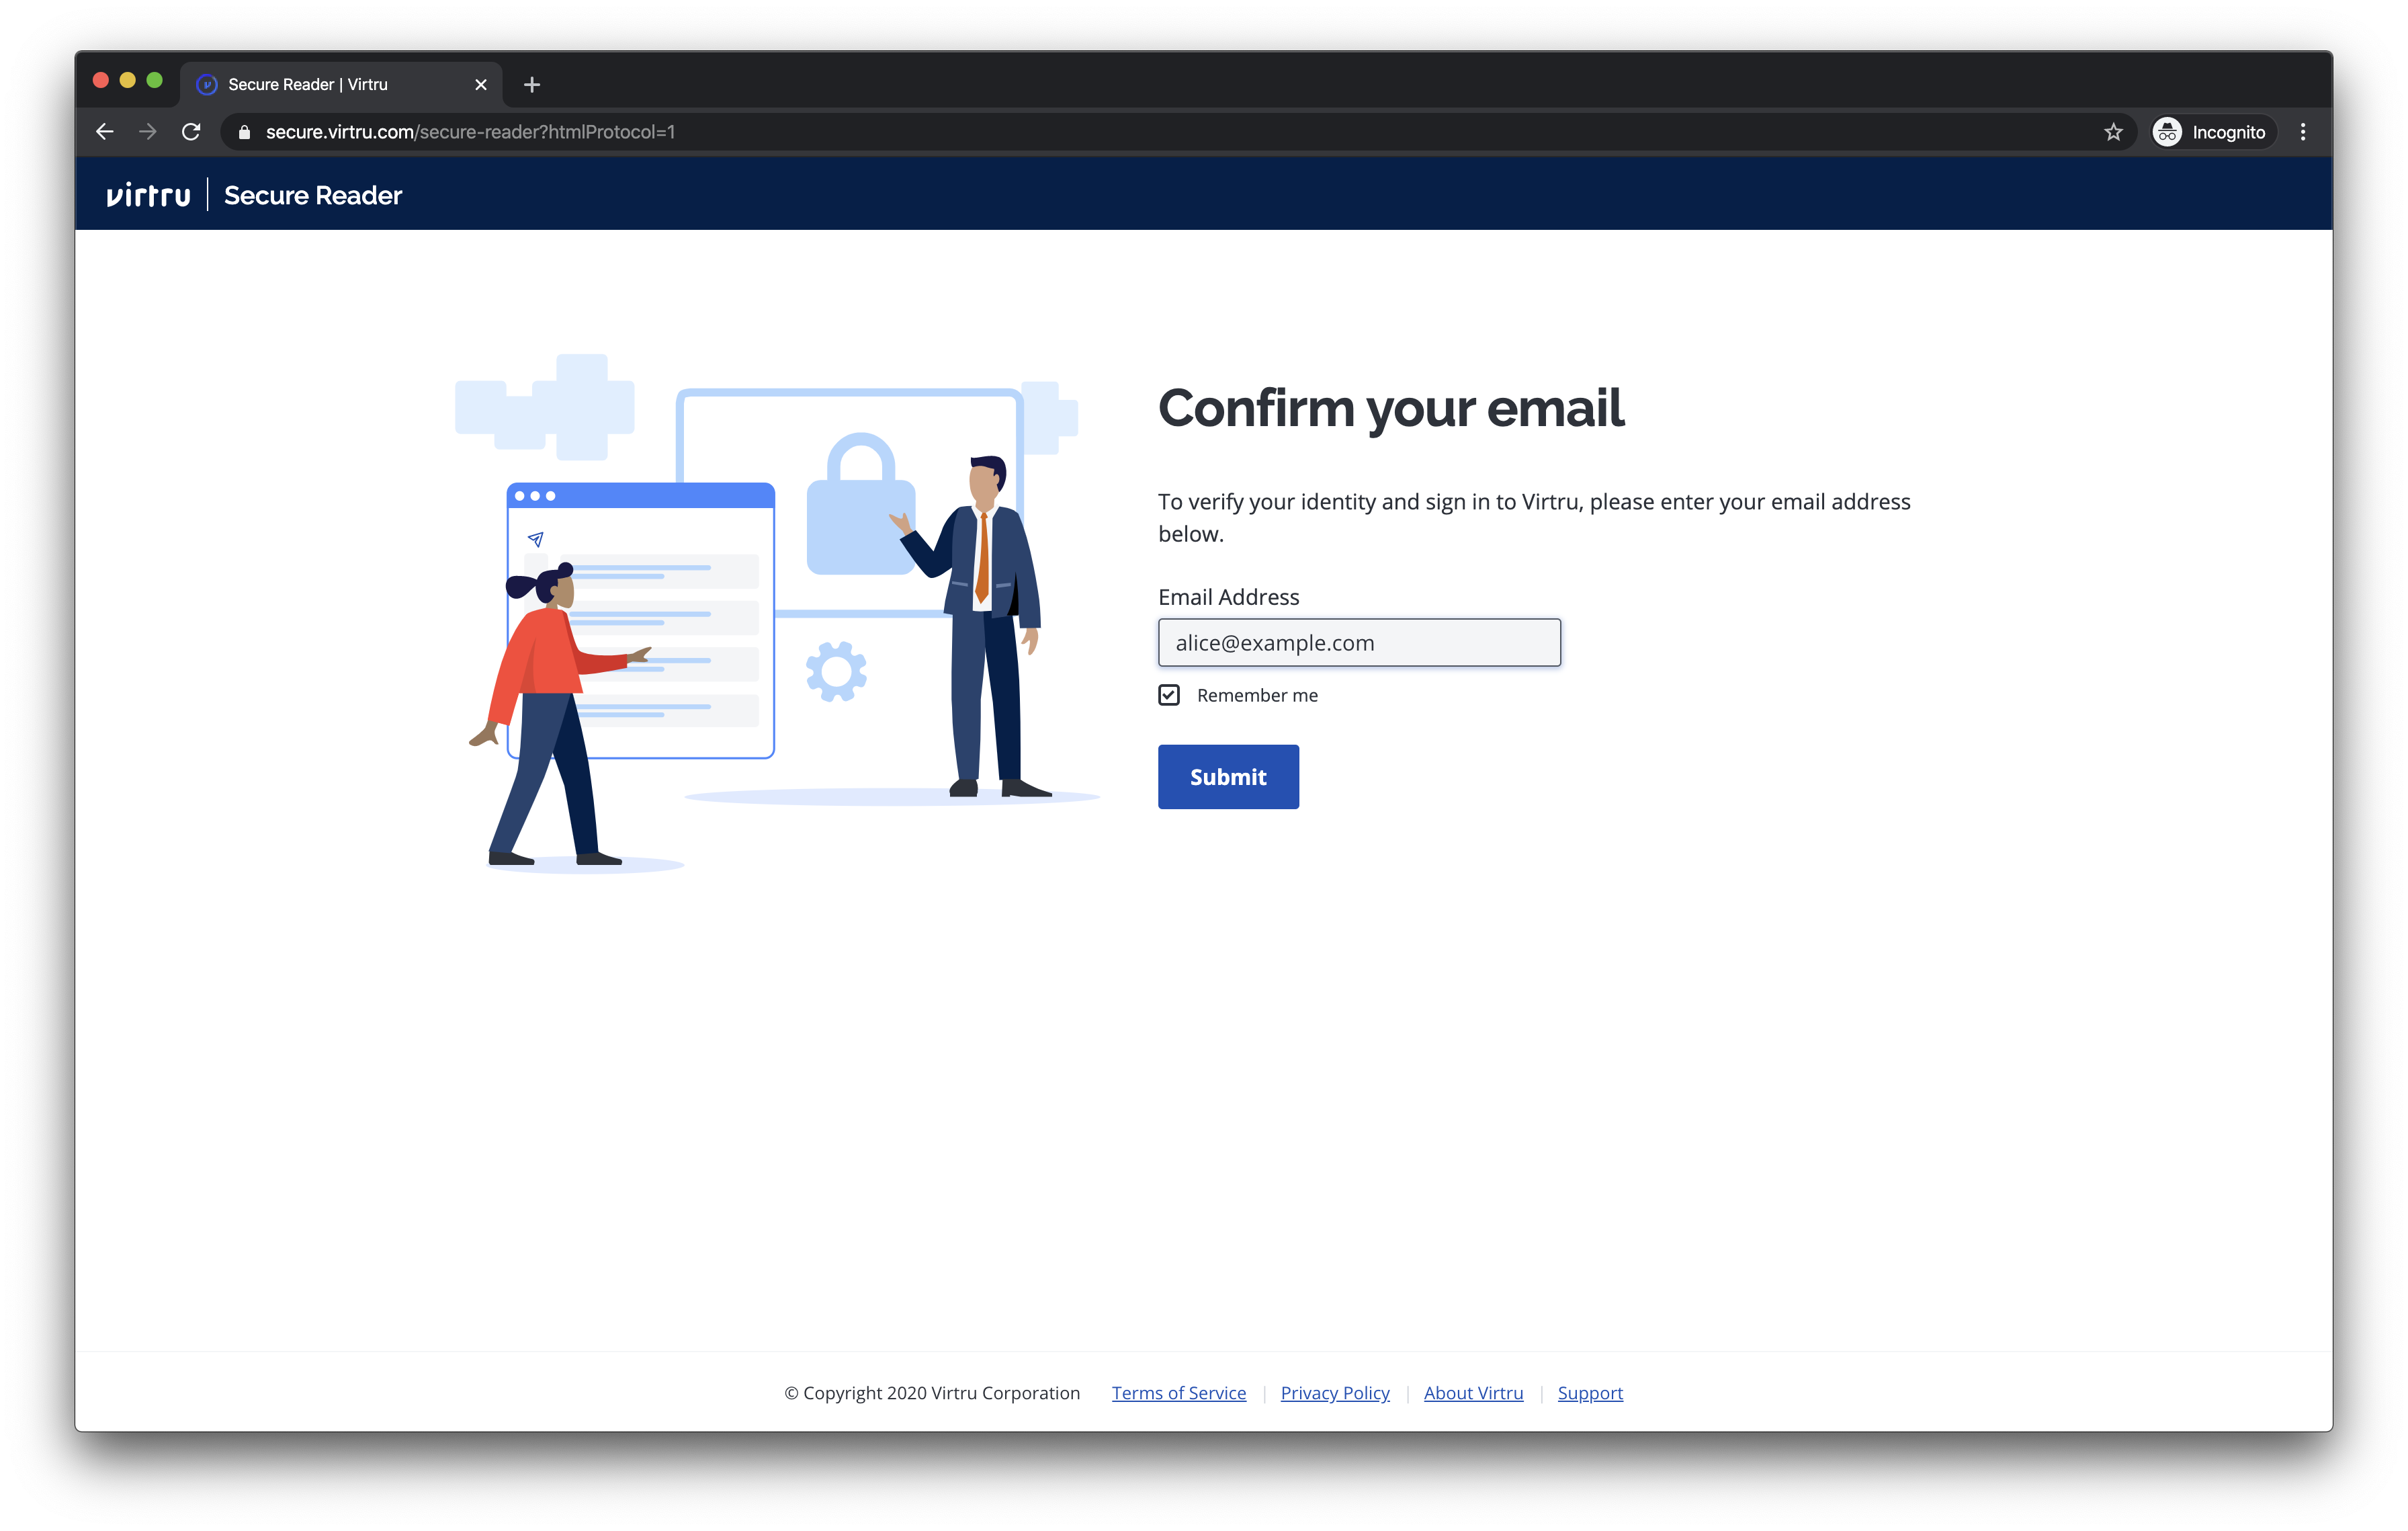 Secure Reader | Virtru
secure.virtru.com/secure-reader?htmlProtocol=1
Incognito
virtru
Secure Reader
Confirm your email
To verify your identity and sign in to Virtru, please enter your email address
below.
Email Address
alice@example.com
Remember me
Submit
© Copyright 2020 Virtru Corporation
Terms of Service | Privacy Policy | About Virtru | Support